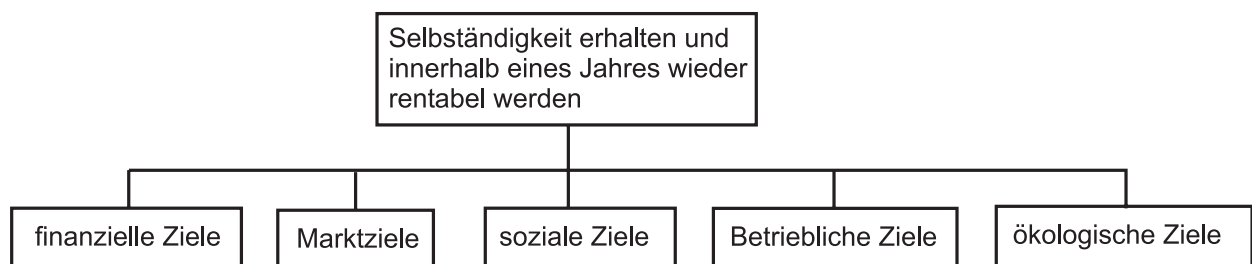 Selbständigkeit erhalten und
innerhalb eines Jahres wieder
rentabel werden
finanzielle Ziele
Marktziele
soziale Ziele
Betriebliche Ziele
ökologische Ziele